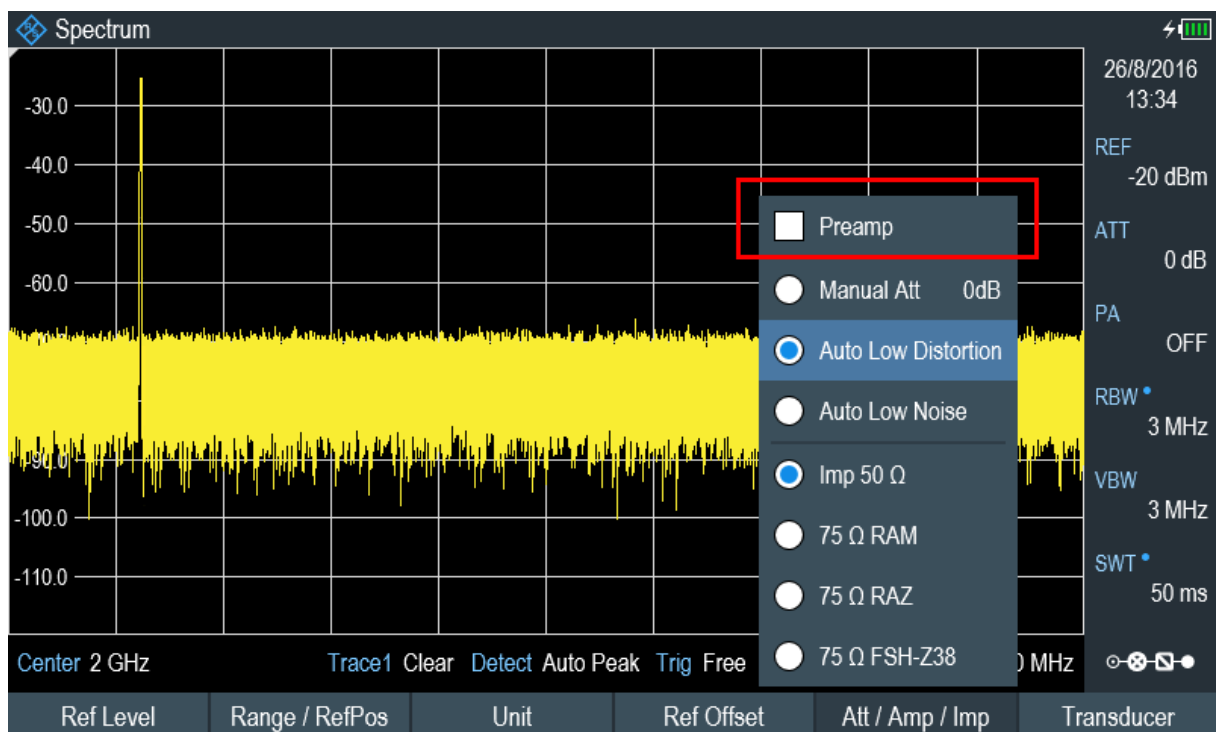 Spectrum
26/8/2016
13:34
-30.0
-40.0
-50.0
-60.0
-90.0
-100.0
-110.0
REF
-20 dBm
ATT
0 dB
PA
OFF
RBW
3 MHz
VBW
3 MHz
SWT
50 ms
Preamp
Manual Att 0dB
Auto Low Distortion
Auto Low Noise
Imp 50 Ω
75 Ω RAM
75 Ω RAZ
75 Ω FSH-Z38
Center 2 GHz Trace1 Clear Detect Auto Peak Trig Free MHz
Ref Level Range / RefPos Unit Ref Offset Att / Amp / Imp Transducer